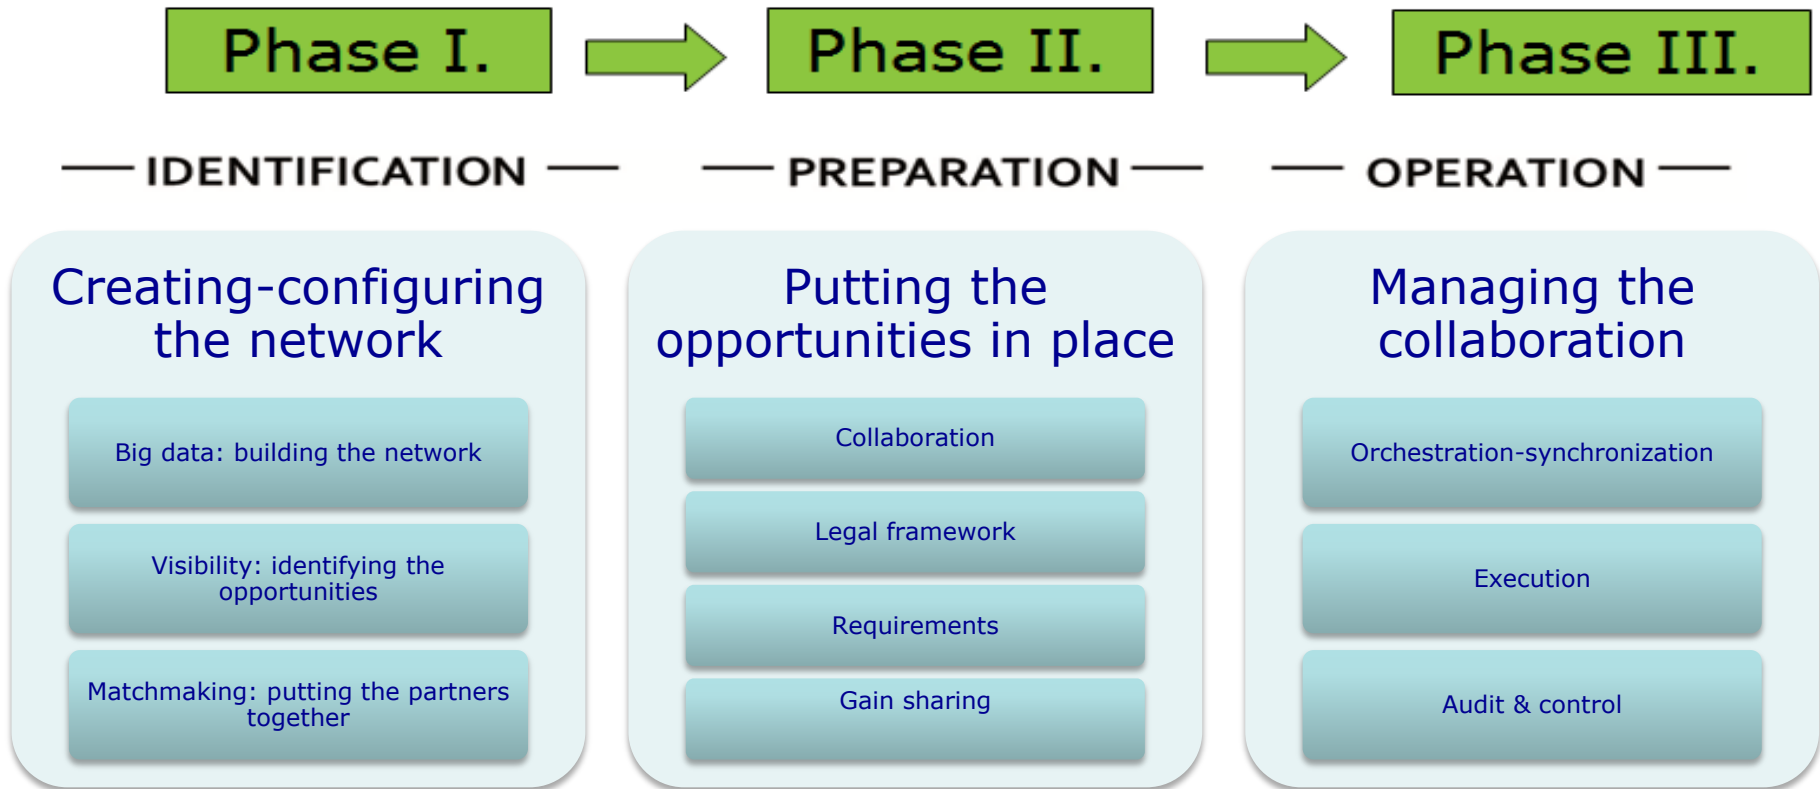 Phase I.
Phase II.
Phase III.
IDENTIFICATION
PREPARATION
OPERATION
Creating-configuring
the network
Big data: building the network
Visibility: identifying the
opportunities
Matchmaking: putting the partners
together
Putting the
opportunities in place
Collaboration
Legal framework
Requirements
Gain sharing
Managing the
collaboration
Orchestration-synchronization
Execution
Audit & control